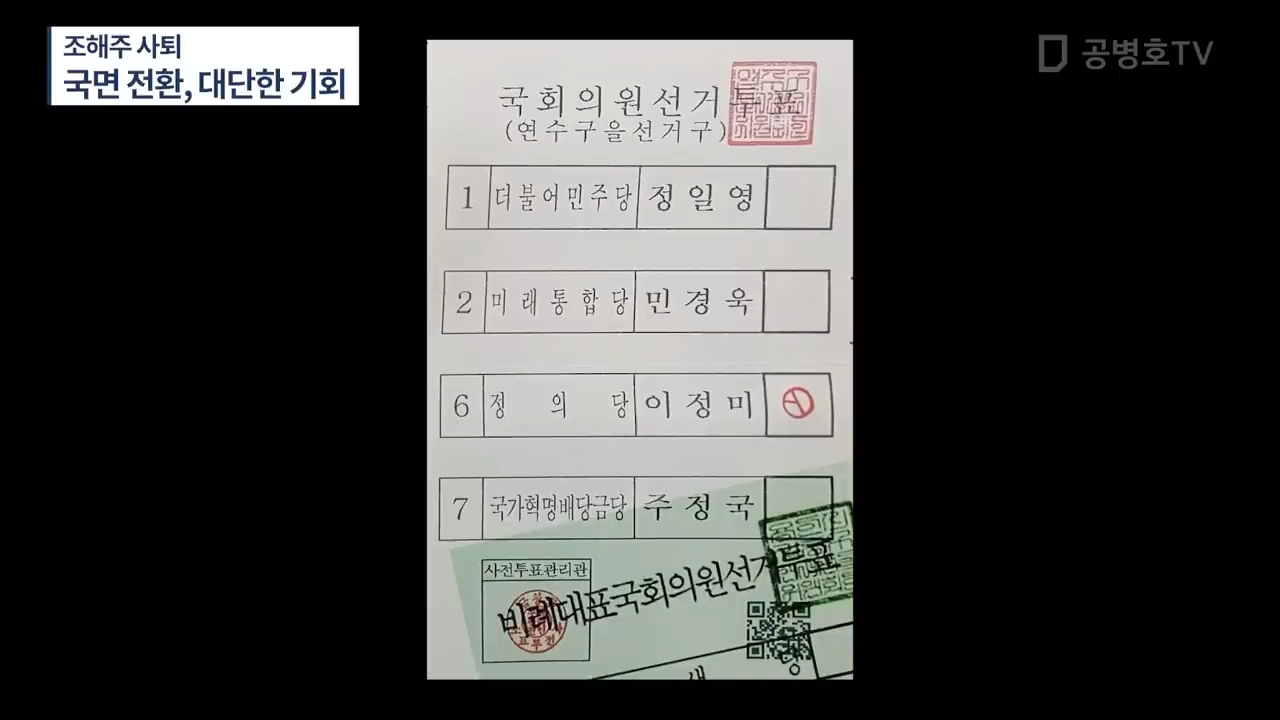 조해주 사퇴
국면 전환, 대단한 기회
공병호TV
국회의원선거투표
(연수구을선거구)
1 더불어민주당 정일영
2 미래통합당 민경욱
6 정의당 이정미
7 국가혁명배당금당 주정국
사전투표관리관
비례대표국회의원선거투표